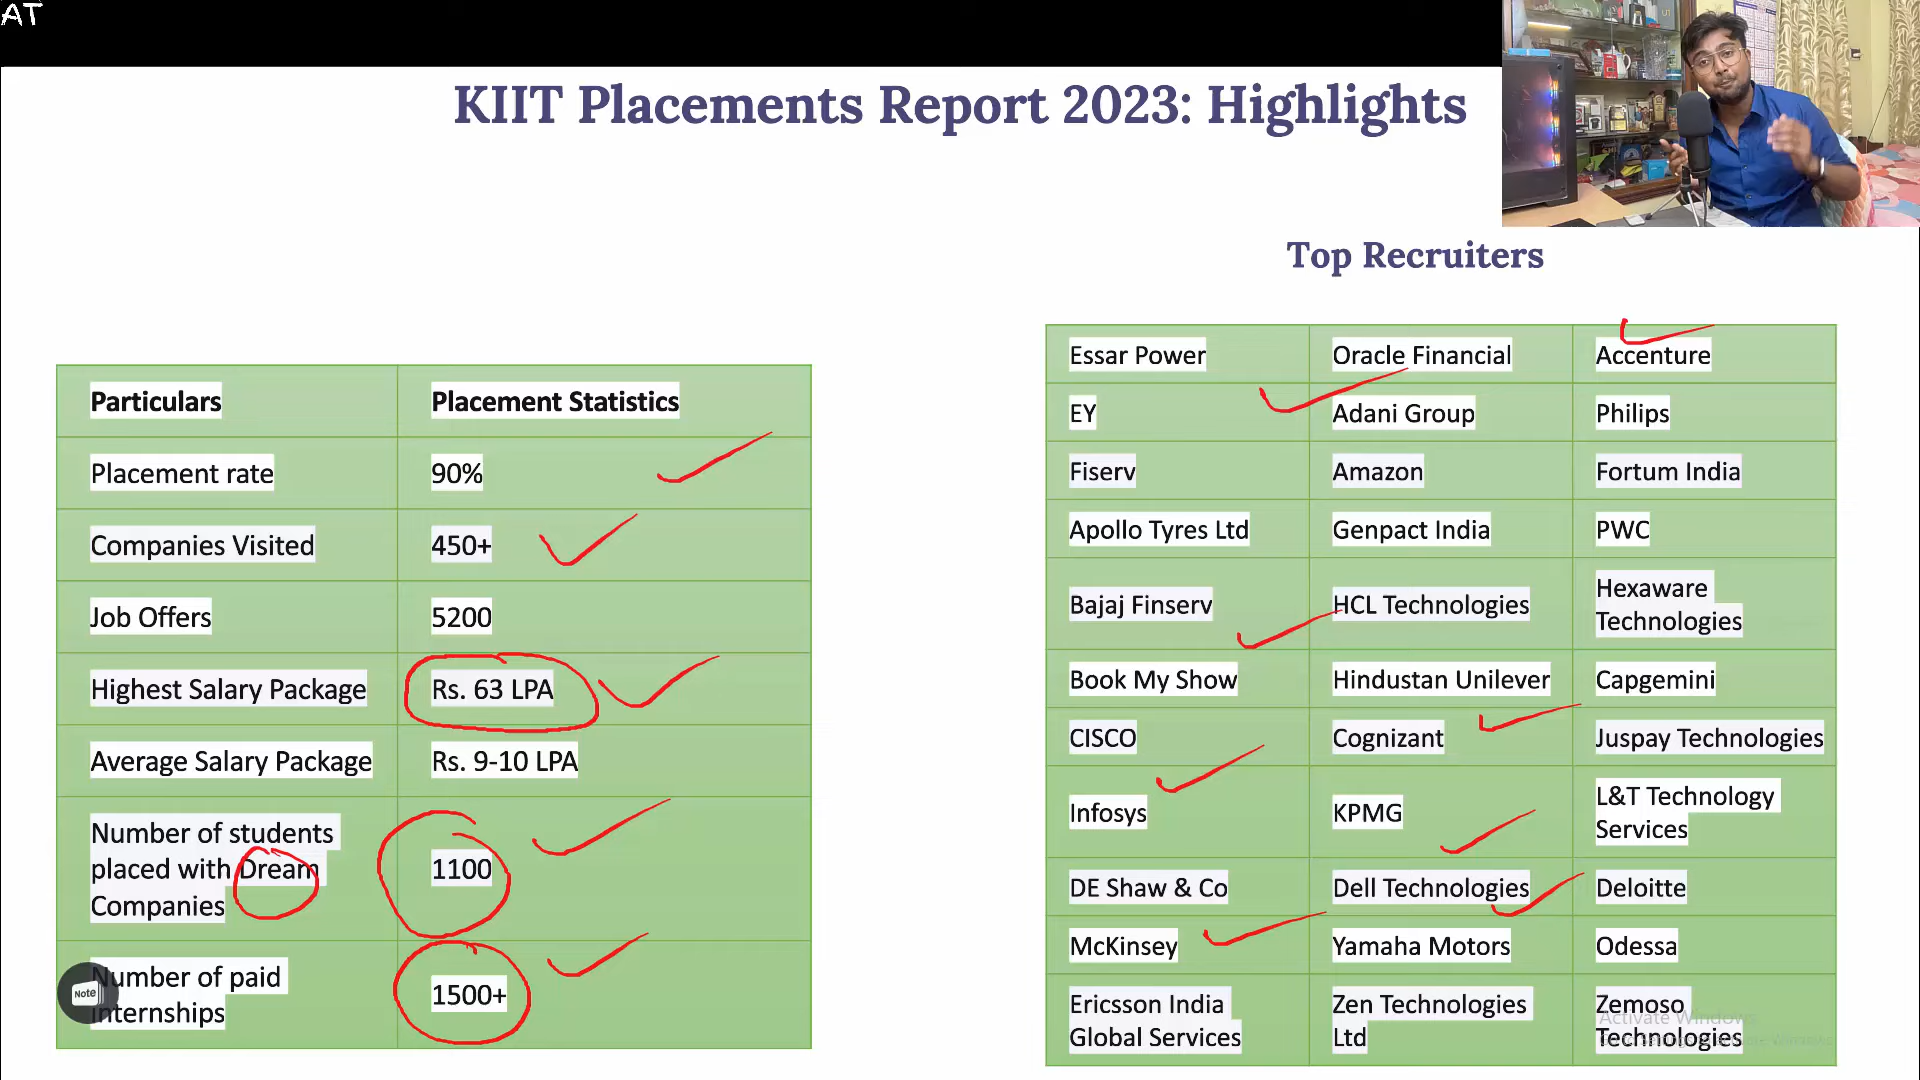 AT
KIIT Placements Report 2023: Highlights
Top Recruiters
Particulars Placement Statistics
Placement rate 90%
Companies Visited 450+
Job Offers 5200
Highest Salary Package Rs. 63 LPA
Average Salary Package Rs. 9-10 LPA
Number of students
placed with Dream
Companies
1100
Number of paid
internships
1500+
Note
Essar Power Oracle Financial Accenture
EY Adani Group Philips
Fiserv Amazon Fortum India
Apollo Tyres Ltd Genpact India PWC
Bajaj Finserv HCL Technologies Hexaware
Technologies
Book My Show Hindustan Unilever Capgemini
CISCO Cognizant Juspay Technologies
Infosys KPMG L&T Technology
Services
DE Shaw & Co Dell Technologies Deloitte
McKinsey Yamaha Motors Odessa
Ericsson India Zen Technologies Zemoso
Global Services Ltd Technologies
Activate Windows